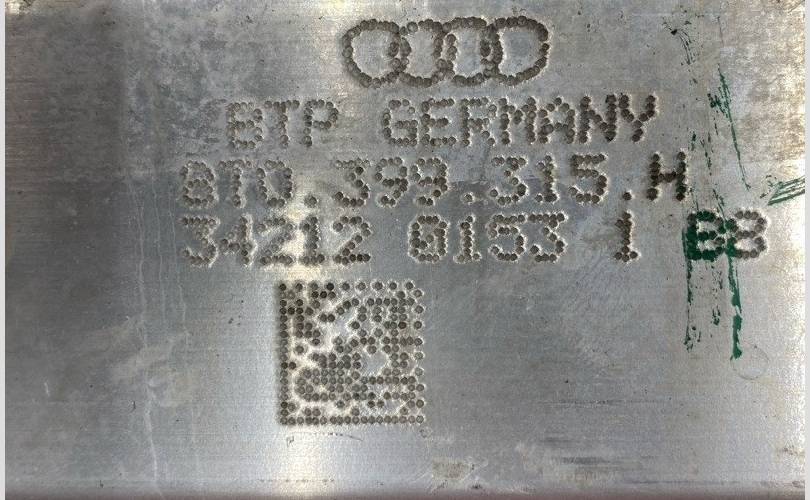 BTP GERMANY
8T0.399.315.H
34212 0153 1 B8